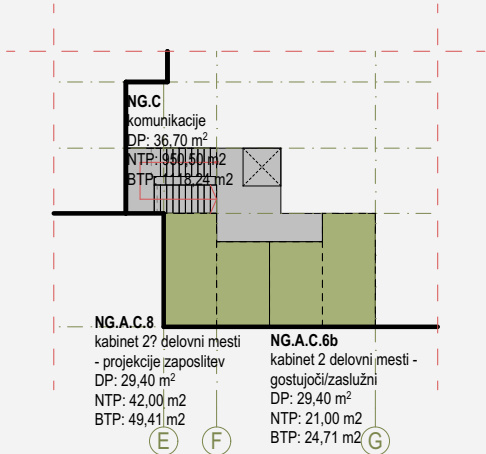 NG.C
komunikacije
DP: 36,70 m²
NTP: 950,50 m2
BTP: 1.118,24 m2
NG.A.C.8
kabinet 2? delovni mesti
- projekcije zaposlitev
DP: 29,40 m²
NTP: 42,00 m2
BTP: 49,41 m2
NG.A.C.6b
kabinet 2 delovni mesti -
gostujoči/zaslužni
DP: 29,40 m²
NTP: 21,00 m2
BTP: 24,71 m2
E F G